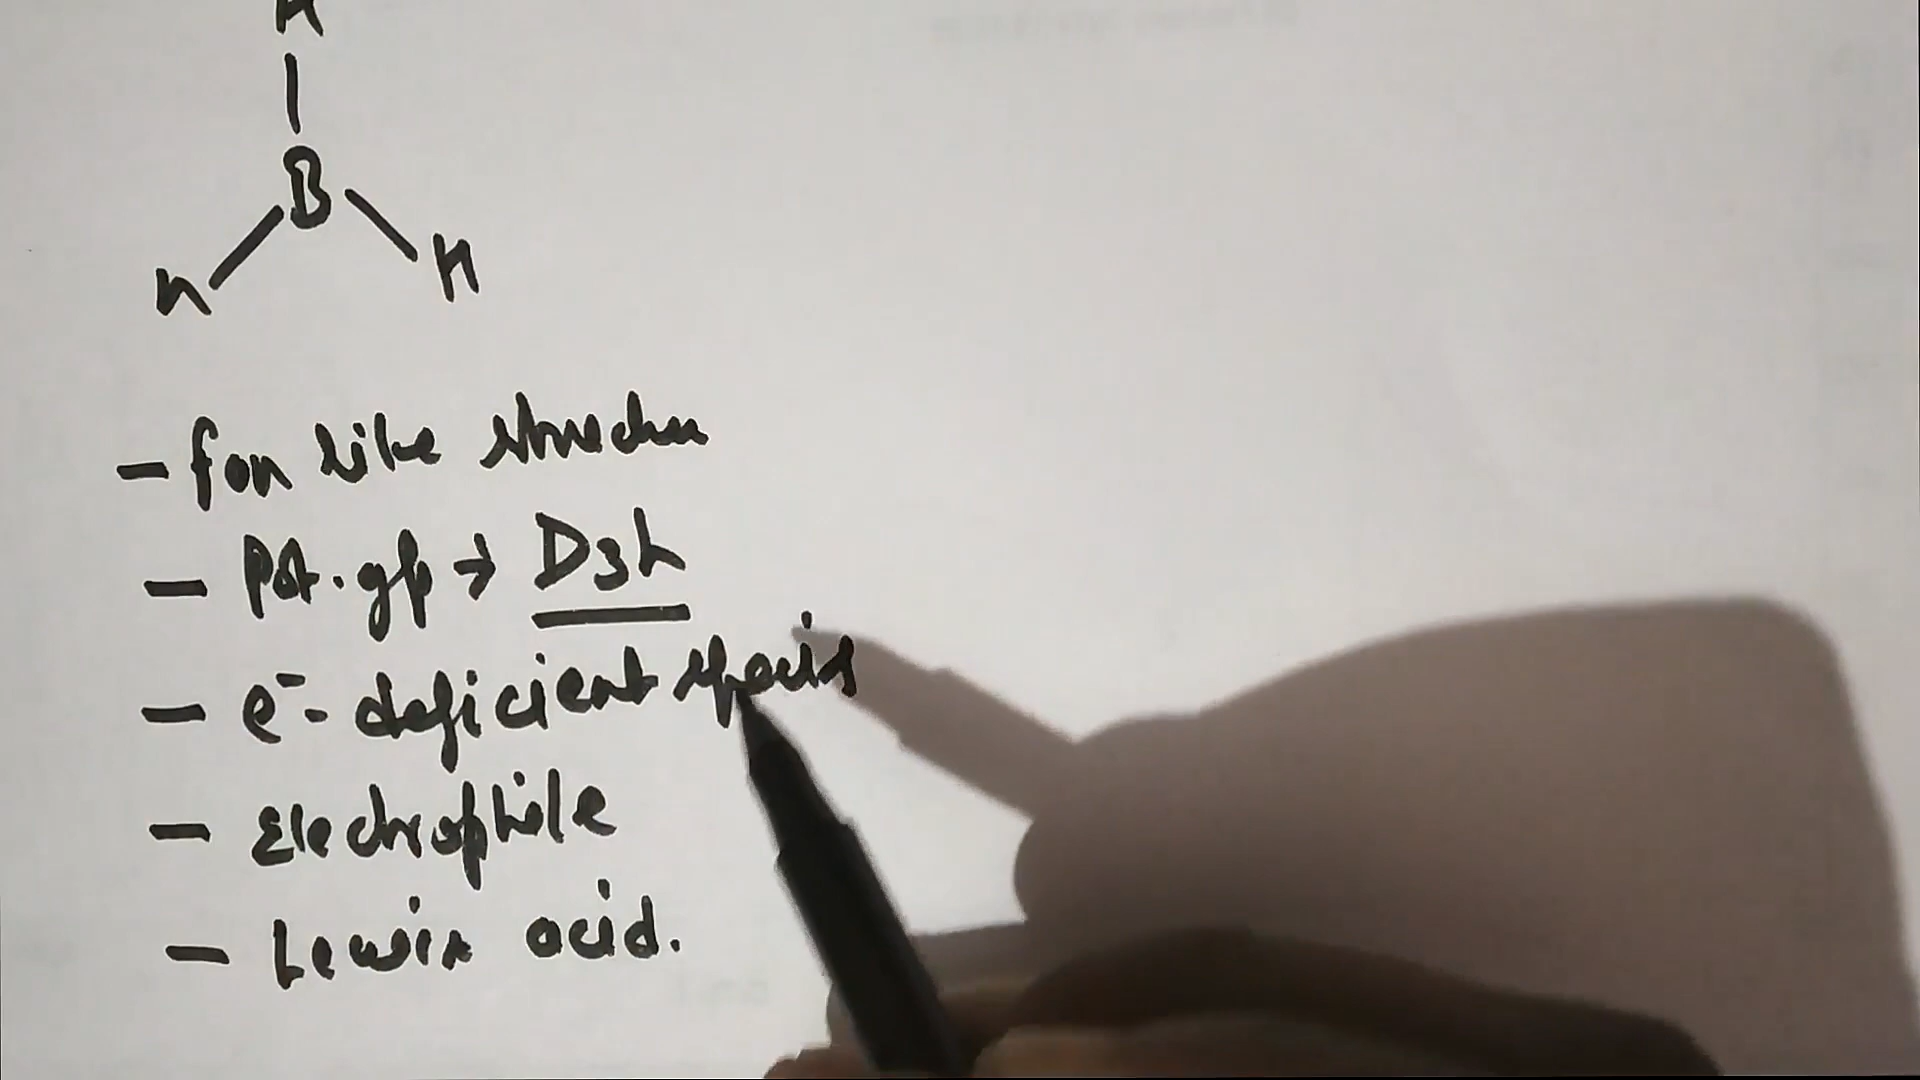 H
B
H H
- fan like structure
- pt. gp → D3h
- e⁻- deficient species
- Electrophile
- Lewis acid.